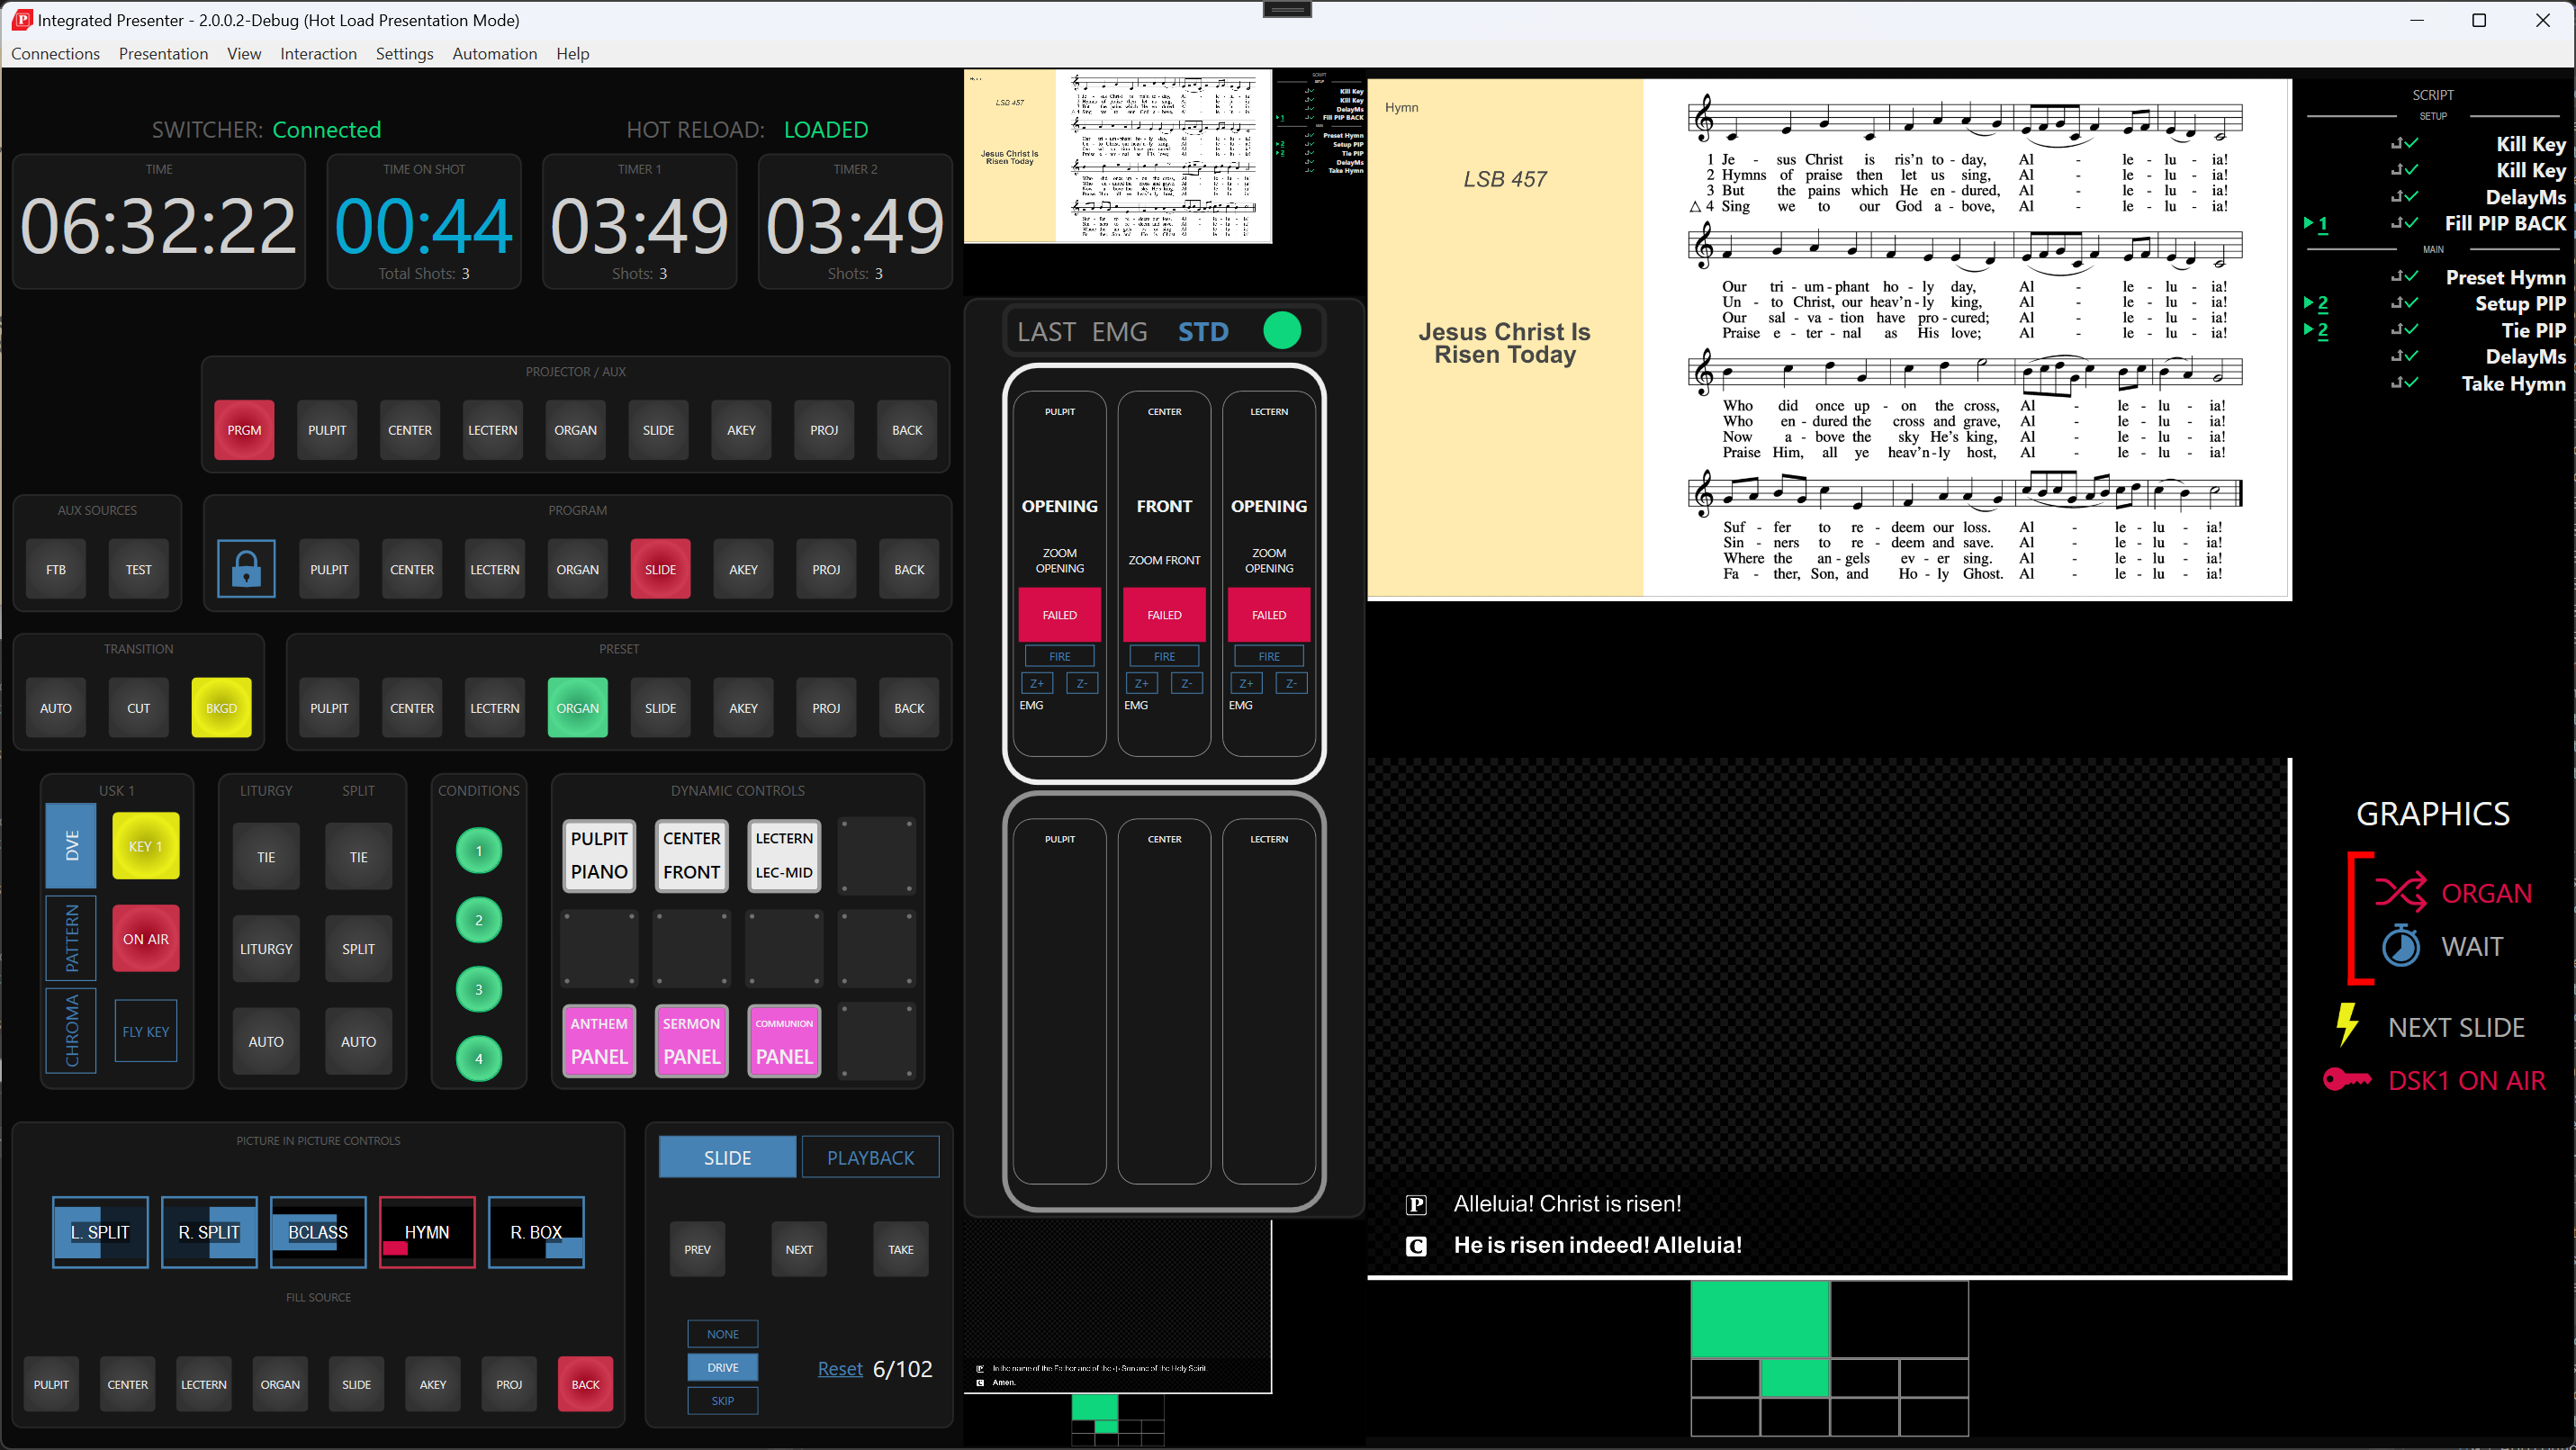 Integrated Presenter - 2.0.0.2-Debug (Hot Load Presentation Mode)
Connections Presentation View Interaction Settings Automation Help
SWITCHER: Connected
HOT RELOAD: LOADED
TIME
06:32:22
TIME ON SHOT
00:44
Total Shots: 3
TIMER 1
03:49
Shots: 3
TIMER 2
03:49
Shots: 3
PROJECTOR / AUX
PRGM PULPIT CENTER LECTERN ORGAN SLIDE AKEY PROJ BACK
AUX SOURCES
FTB TEST
PROGRAM
PULPIT CENTER LECTERN ORGAN SLIDE AKEY PROJ BACK
TRANSITION
AUTO CUT BKGD
PRESET
PULPIT CENTER LECTERN ORGAN SLIDE AKEY PROJ BACK
USK 1
DVE
KEY 1
PATTERN
ON AIR
CHROMA
FLY KEY
LITURGY SPLIT
TIE TIE
LITURGY SPLIT
AUTO AUTO
CONDITIONS
1
2
3
4
DYNAMIC CONTROLS
PULPIT
PIANO
CENTER
FRONT
LECTERN
LEC-MID
ANTHEM
PANEL
SERMON
PANEL
COMMUNION
PANEL
PICTURE IN PICTURE CONTROLS
L. SPLIT R. SPLIT BCLASS HYMN R. BOX
FILL SOURCE
PULPIT CENTER LECTERN ORGAN SLIDE AKEY PROJ BACK
SLIDE PLAYBACK
PREV NEXT TAKE
NONE
DRIVE
SKIP
Reset 6/102
LSB 457
Jesus Christ Is
Risen Today
SCRIPT
SETUP
Kill Key
Kill Key
DelayMs
1 Fill PIP BACK
Preset Hymn
2 Setup PIP
2 Tie PIP
DelayMs
Take Hymn
LAST EMG STD
PULPIT
OPENING
ZOOM
OPENING
FAILED
FIRE
Z+ Z-
EMG
CENTER
FRONT
ZOOM FRONT
FAILED
FIRE
Z+ Z-
EMG
LECTERN
OPENING
ZOOM
OPENING
FAILED
FIRE
Z+ Z-
EMG
PULPIT CENTER LECTERN
In the name of the Father and of the Son and of the Holy Spirit.
C Amen.
Hymn
LSB 457
Jesus Christ Is
Risen Today
1 Je - sus Christ is ris'n to - day, Al - le - lu - ia!
2 Hymns of praise then let us sing, Al - le - lu - ia!
3 But the pains which He en - dured, Al - le - lu - ia!
△ 4 Sing we to our God a - bove, Al - le - lu - ia!
Our tri - um - phant ho - ly day, Al - le - lu - ia!
Un - to Christ, our heav'n - ly king, Al - le - lu - ia!
Our sal - va - tion have pro - cured; Al - le - lu - ia!
Praise e - ter - nal as His love; Al - le - lu - ia!
Who did once up - on the cross, Al - le - lu - ia!
Who en - dured the cross and grave, Al - le - lu - ia!
Now a - bove the sky He's king, Al - le - lu - ia!
Praise Him, all ye heav'n - ly host, Al - le - lu - ia!
Suf - fer to re - deem our loss. Al - le - lu - ia!
Sin - ners to re - deem and save. Al - le - lu - ia!
Where the an - gels ev - er sing. Al - le - lu - ia!
Fa - ther, Son, and Ho - ly Ghost. Al - le - lu - ia!
SCRIPT
SETUP
Kill Key
Kill Key
DelayMs
1 Fill PIP BACK
MAIN
Preset Hymn
2 Setup PIP
2 Tie PIP
DelayMs
Take Hymn
P Alleluia! Christ is risen!
C He is risen indeed! Alleluia!
GRAPHICS
ORGAN
WAIT
NEXT SLIDE
DSK1 ON AIR